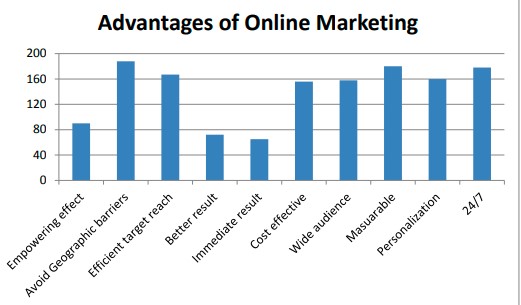 Advantages of Online Marketing
200
160
120
80
40
0
Empowering effect
Avoid Geographic barriers
Efficient target reach
Better result
Immediate result
Cost effective
Wide audience
Masuarable
Personalization
24/7